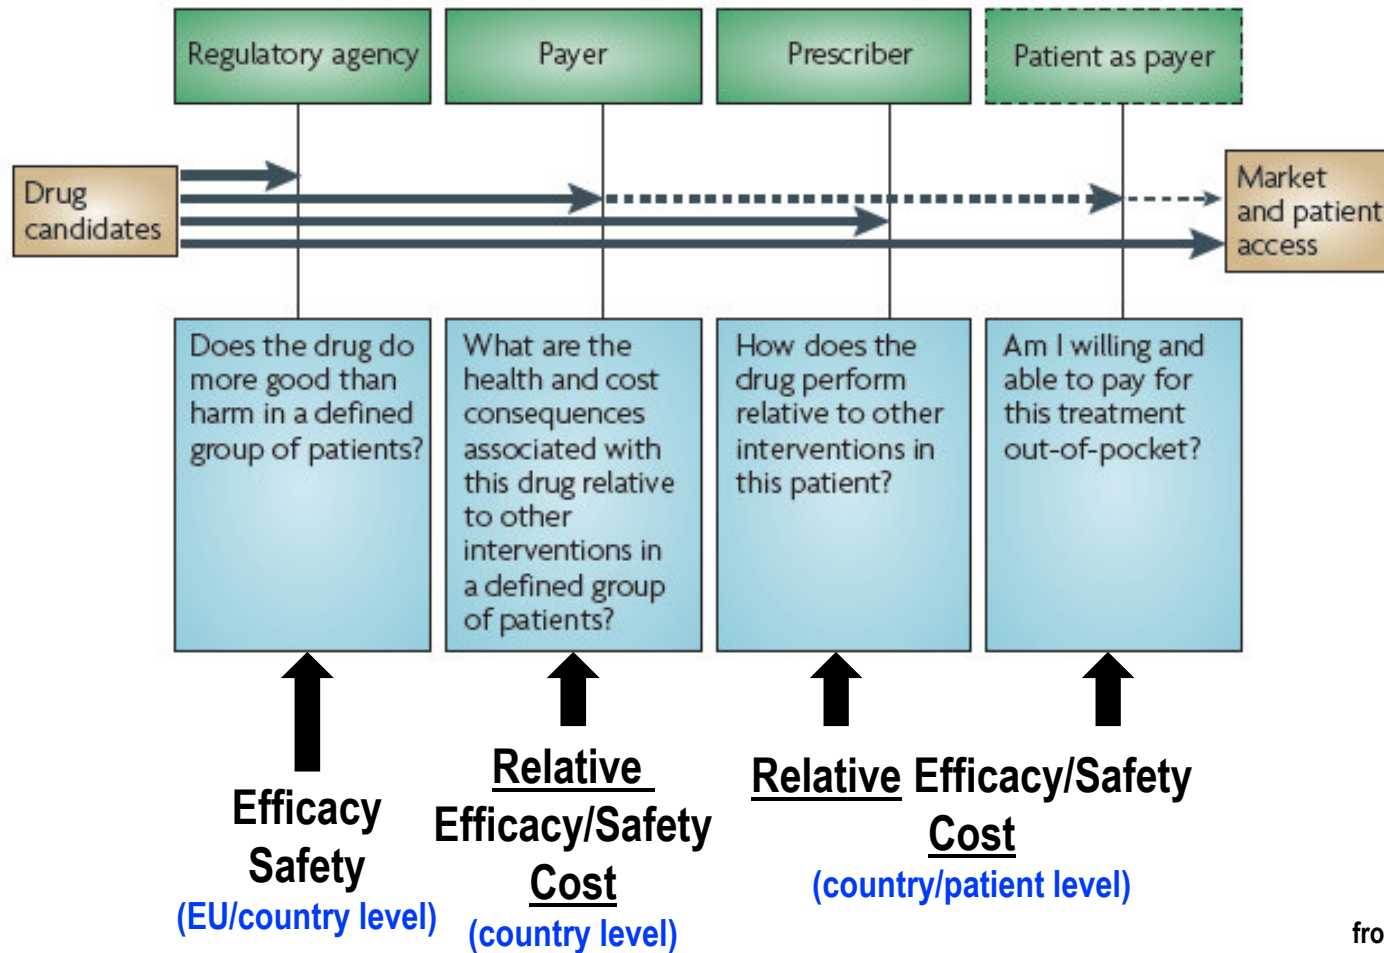 Regulatory agency
Payer
Prescriber
Patient as payer
Drug
candidates
Market
and patient
access
Does the drug do
more good than
harm in a defined
group of patients?
What are the
health and cost
consequences
associated with
this drug relative
to other
interventions in
a defined group
of patients?
How does the
drug perform
relative to other
interventions in
this patient?
Am I willing and
able to pay for
this treatment
out-of-pocket?
Efficacy
Safety
(EU/country level)
Relative
Efficacy/Safety
Cost
(country level)
Relative Efficacy/Safety
Cost
(country/patient level)
fro